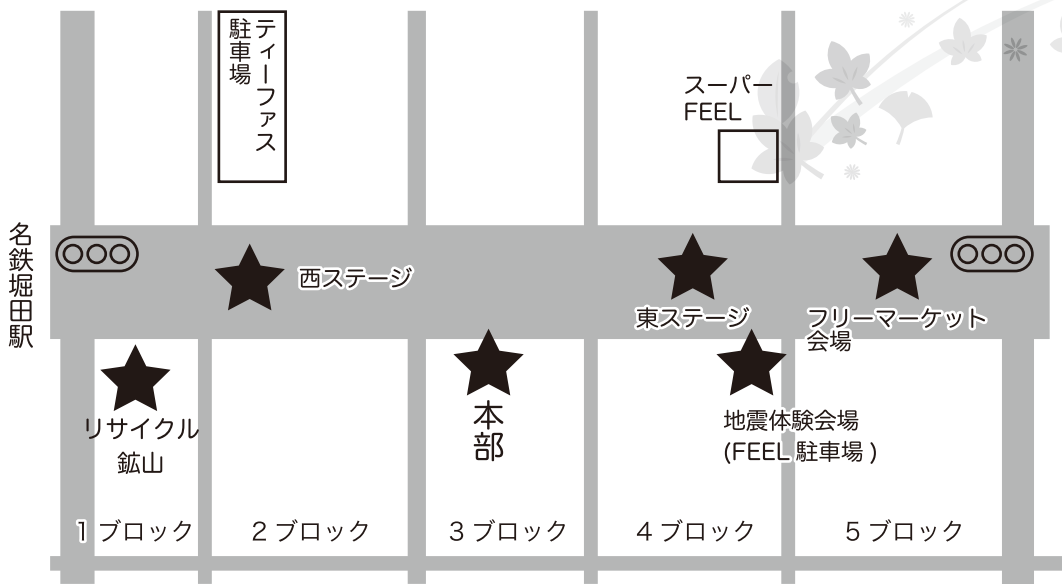 ティーファス
駐車場
スーパー
FEEL
名鉄堀田駅
西ステージ
東ステージ
フリーマーケット
会場
リサイクル
鉱山
本部
地震体験会場
(FEEL 駐車場 )
1 ブロック
2 ブロック
3 ブロック
4 ブロック
5 ブロック